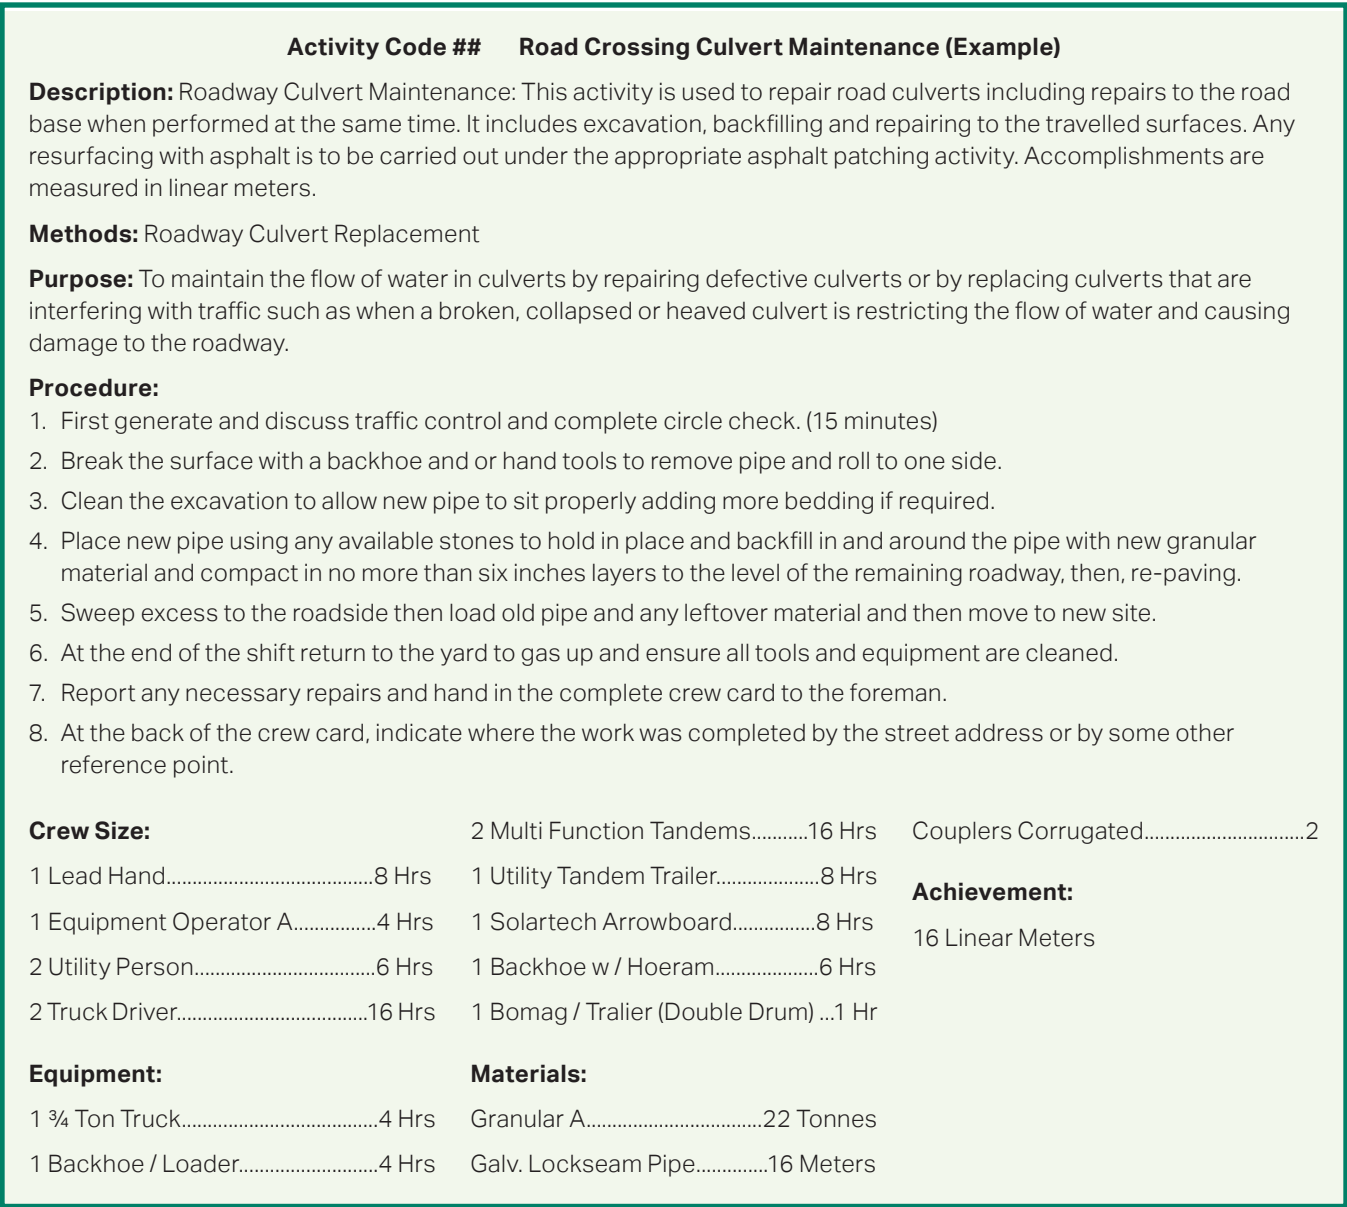 Activity Code ## Road Crossing Culvert Maintenance (Example)
Description: Roadway Culvert Maintenance: This activity is used to repair road culverts including repairs to the road
base when performed at the same time. It includes excavation, backfilling and repairing to the travelled surfaces. Any
resurfacing with asphalt is to be carried out under the appropriate asphalt patching activity. Accomplishments are
measured in linear meters.
Methods: Roadway Culvert Replacement
Purpose: To maintain the flow of water in culverts by repairing defective culverts or by replacing culverts that are
interfering with traffic such as when a broken, collapsed or heaved culvert is restricting the flow of water and causing
damage to the roadway.
Procedure:
1. First generate and discuss traffic control and complete circle check. (15 minutes)
2. Break the surface with a backhoe and or hand tools to remove pipe and roll to one side.
3. Clean the excavation to allow new pipe to sit properly adding more bedding if required.
4. Place new pipe using any available stones to hold in place and backfill in and around the pipe with new granular
material and compact in no more than six inches layers to the level of the remaining roadway, then, re-paving.
5. Sweep excess to the roadside then load old pipe and any leftover material and then move to new site.
6. At the end of the shift return to the yard to gas up and ensure all tools and equipment are cleaned.
7. Report any necessary repairs and hand in the complete crew card to the foreman.
8. At the back of the crew card, indicate where the work was completed by the street address or by some other
reference point.
Crew Size:
1 Lead Hand........................................8 Hrs
1 Equipment Operator A................4 Hrs
2 Utility Person...................................6 Hrs
2 Truck Driver.....................................16 Hrs
Equipment:
1 ¾ Ton Truck......................................4 Hrs
1 Backhoe / Loader...........................4 Hrs
2 Multi Function Tandems...........16 Hrs
1 Utility Tandem Trailer....................8 Hrs
1 Solartech Arrowboard................8 Hrs
1 Backhoe w / Hoeram....................6 Hrs
1 Bomag / Tralier (Double Drum) ...1 Hr
Materials:
Granular A..................................22 Tonnes
Galv. Lockseam Pipe..............16 Meters
Couplers Corrugated...............................2
Achievement:
16 Linear Meters